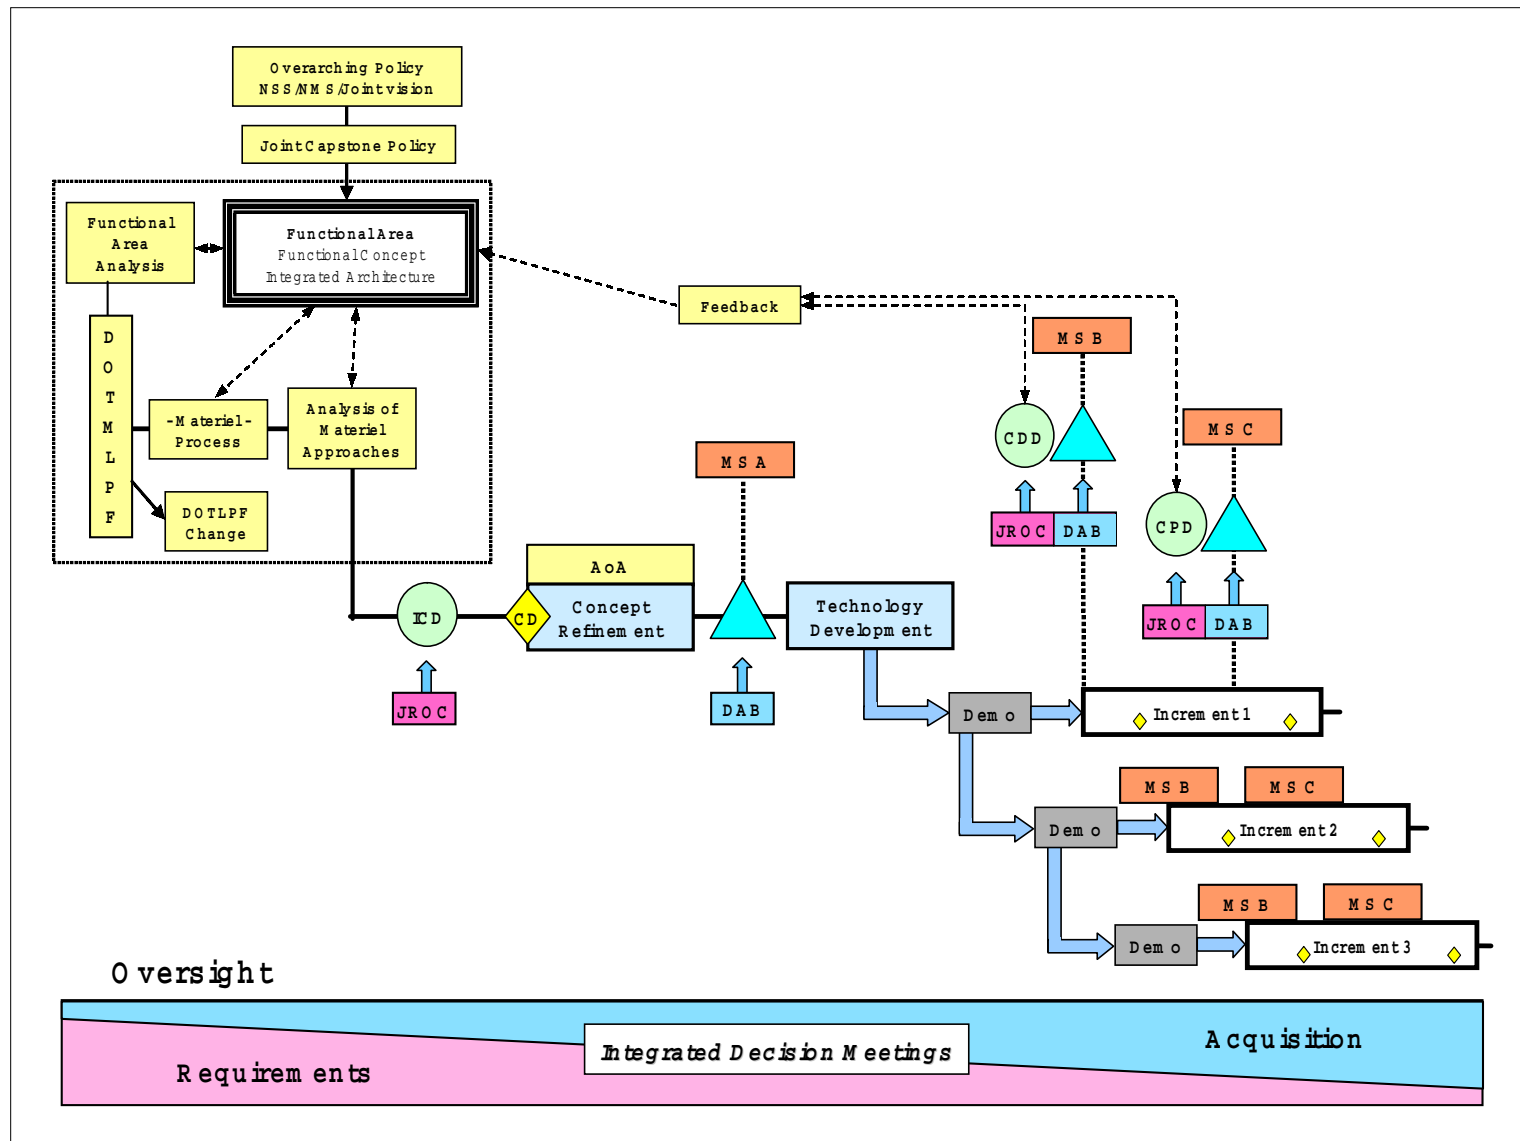 Overarching Policy
NSS/NMS/Joint vision
Joint Capstone Policy
Functional
Area
Analysis
Functional Area
Functional Concept
Integrated Architecture
Feedback
D
O
T
M
L
P
F
-Materiel-
Process
Analysis of
Materiel
Approaches
DOTLPF
Change
MSB
CDD
JROC
DAB
MSC
CPD
JROC
DAB
MSA
AoA
ICD
CD
Concept
Refinement
Technology
Development
JROC
DAB
Demo
Increment 1
MSB
MSC
Demo
Increment 2
MSB
MSC
Demo
Increment 3
Oversight
Integrated Decision Meetings
Acquisition
Requirements